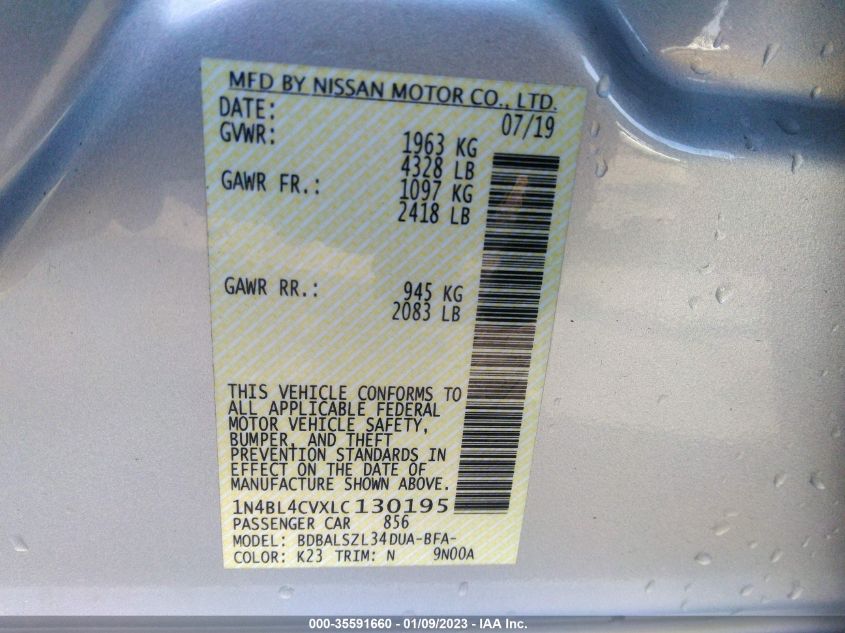 MFD BY NISSAN MOTOR CO., LTD.
DATE: 07/19
GVWR: 1963 KG
4328 LB
GAWR FR.: 1097 KG
2418 LB
GAWR RR.: 945 KG
2083 LB
THIS VEHICLE CONFORMS TO
ALL APPLICABLE FEDERAL
MOTOR VEHICLE SAFETY,
BUMPER, AND THEFT
PREVENTION STANDARDS IN
EFFECT ON THE DATE OF
MANUFACTURE SHOWN ABOVE.
1N4BL4CVXLC130195
PASSENGER CAR 856
MODEL: BDBALSZL34DUA-BFA-
COLOR: K23 TRIM: N 9N00A
000-35591660 - 01/09/2023 - IAA Inc.